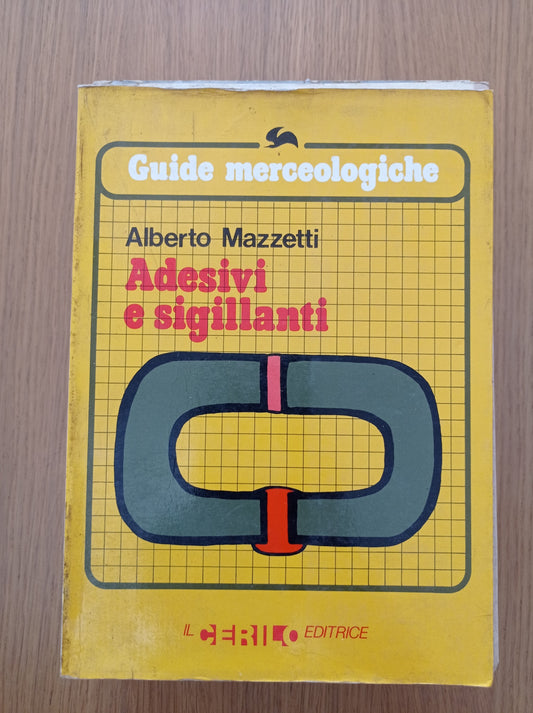 Guide merceologiche
Alberto Mazzetti
Adesivi
e sigillanti
IL CERILO EDITRICE